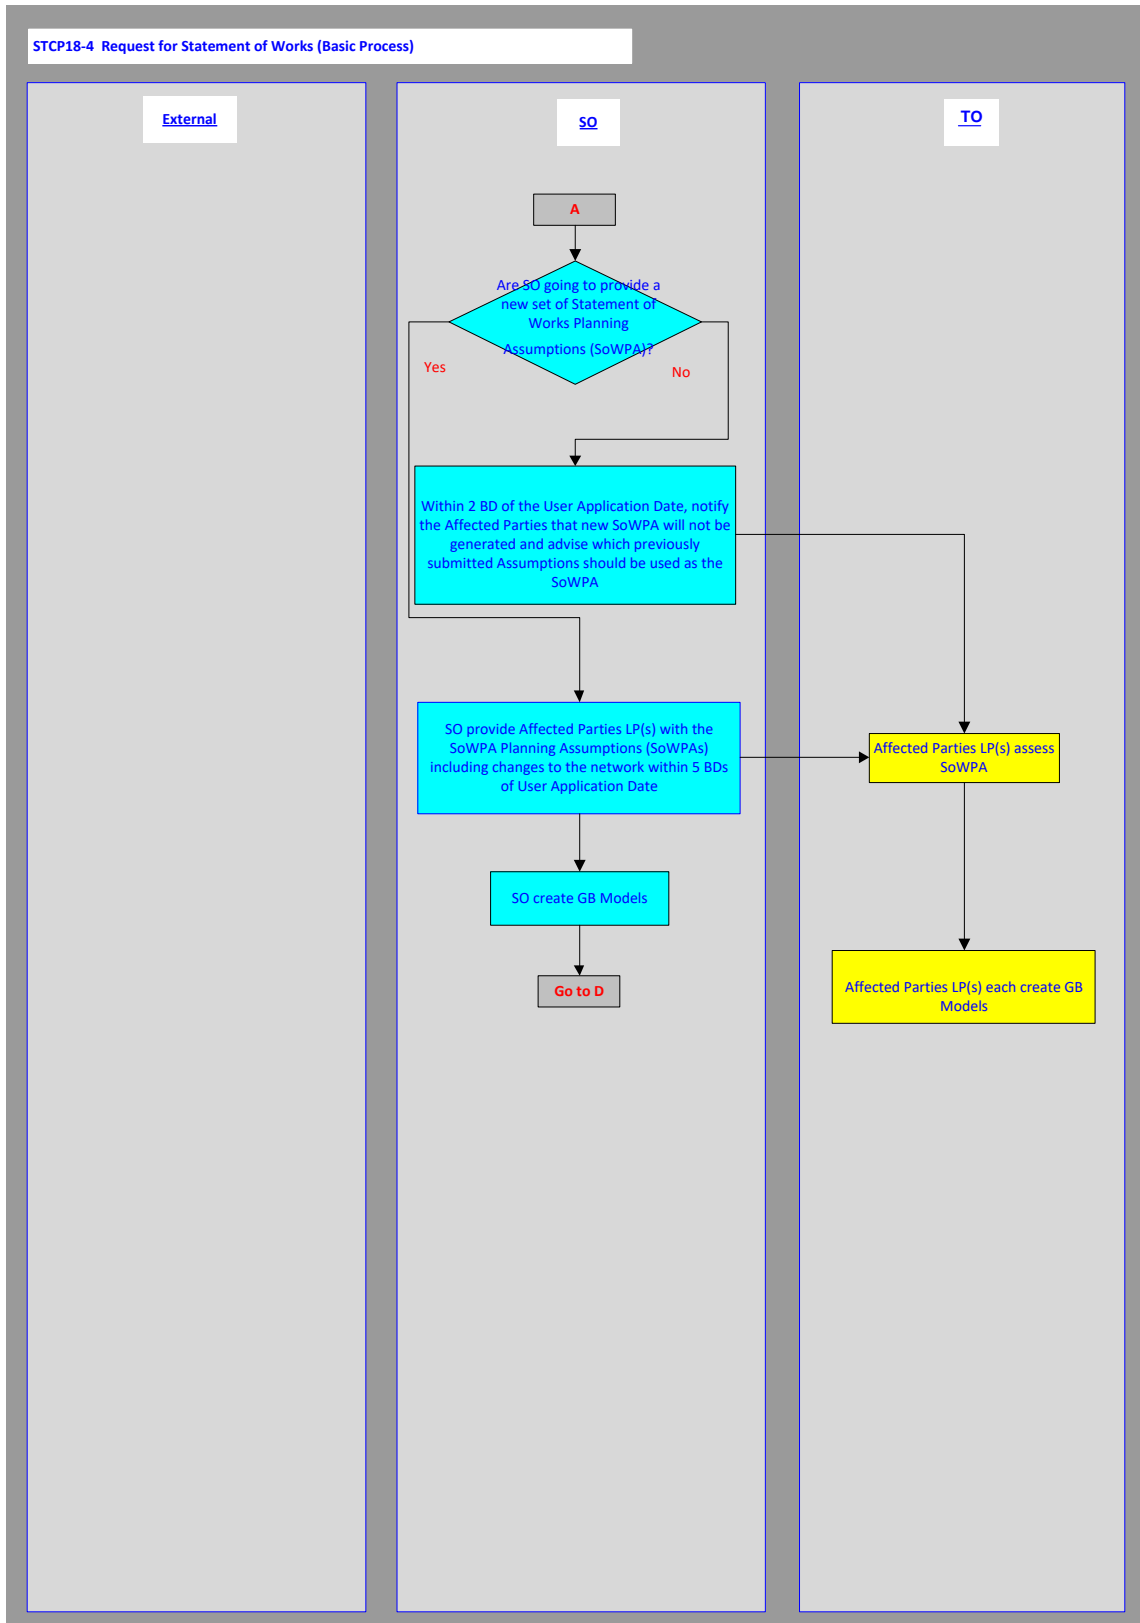 STCP18-4 Request for Statement of Works (Basic Process)
External
SO
TO
A
Are SO going to provide a
new set of Statement of
Works Planning
Assumptions (SoWPA)?
Yes
No
Within 2 BD of the User Application Date, notify
the Affected Parties that new SoWPA will not be
generated and advise which previously
submitted Assumptions should be used as the
SoWPA
SO provide Affected Parties LP(s) with the
SoWPA Planning Assumptions (SoWPAs)
including changes to the network within 5 BDs
of User Application Date
Affected Parties LP(s) assess
SoWPA
SO create GB Models
Go to D
Affected Parties LP(s) each create GB
Models